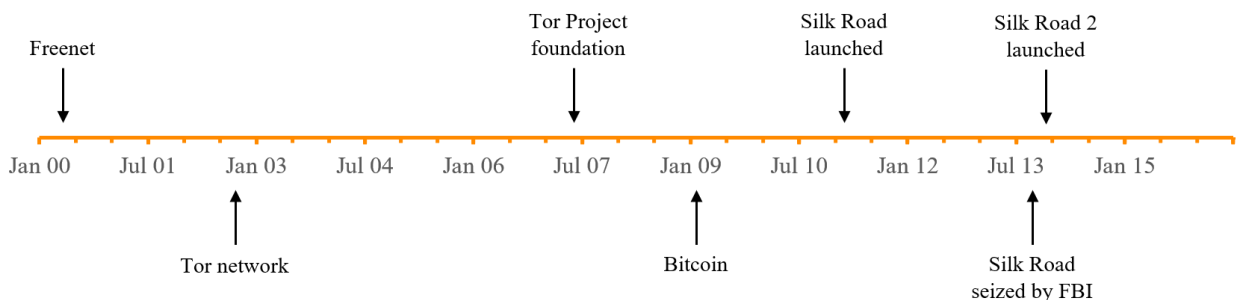 Freenet
Tor Project
foundation
Silk Road
launched
Silk Road 2
launched
Jan 00
Jul 01
Jan 03
Jul 04
Jan 06
Jul 07
Jan 09
Jul 10
Jan 12
Jul 13
Jan 15
Tor network
Bitcoin
Silk Road
seized by FBI